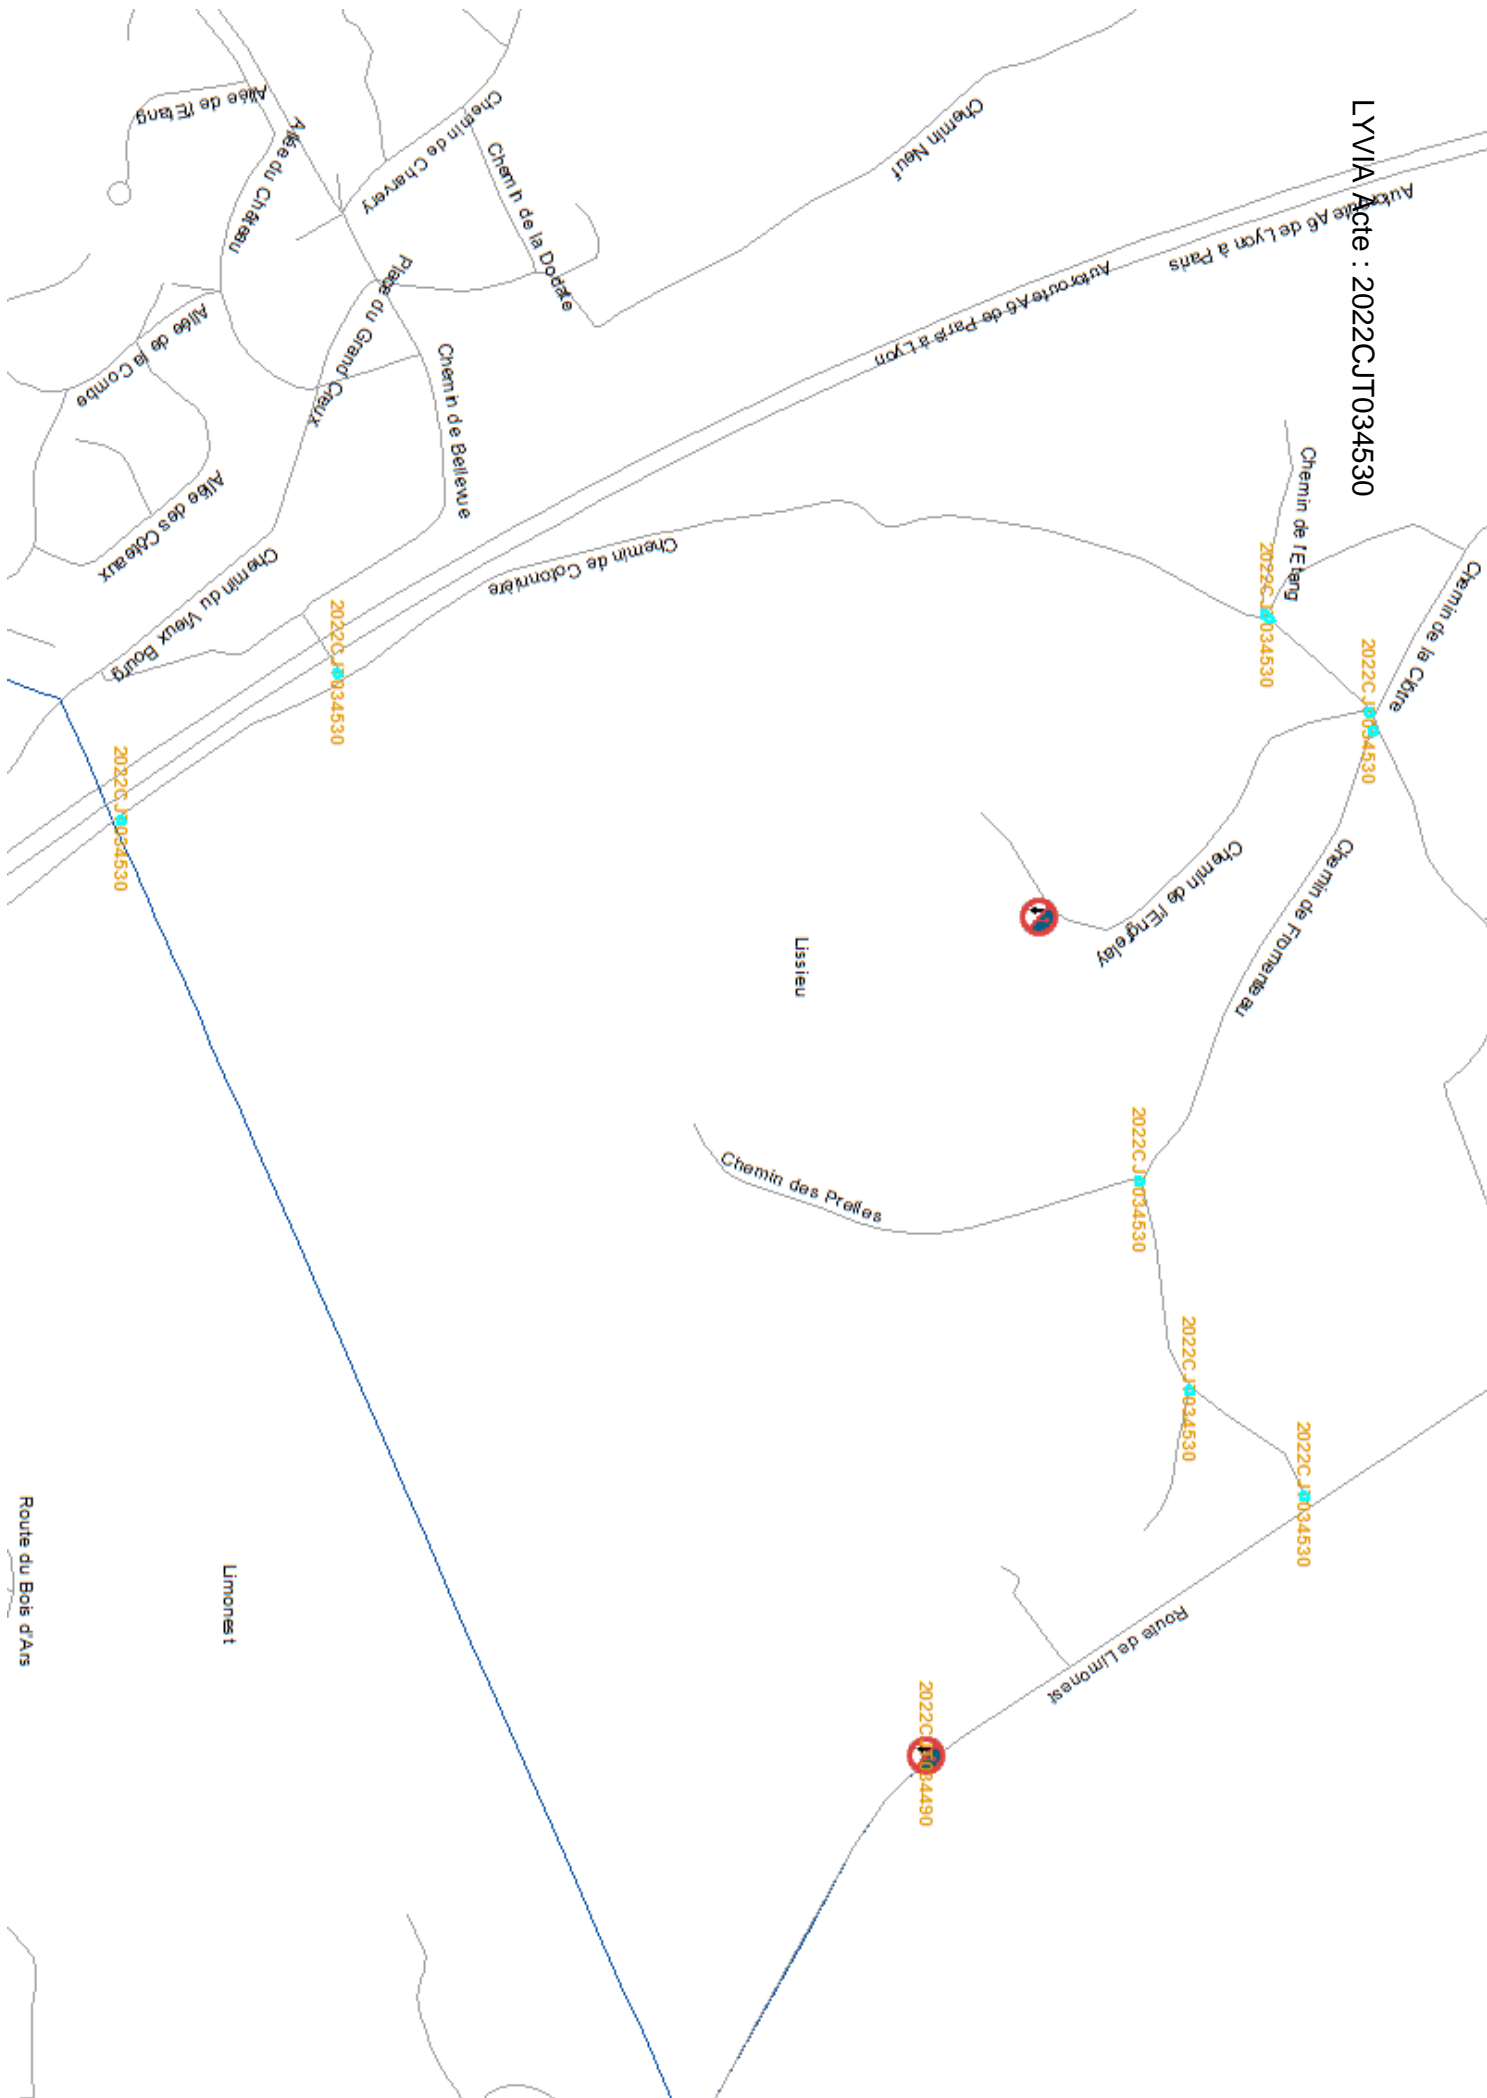 LYVIA Acte : 2022CJT034530
Autoroute A6 de Lyon à Paris
Autoroute A6 de Paris à Lyon
Chemin Neuf
Chemin de Charvery
Chemin de la Dodate
Allée de l'Etang
Allée du Château
Place du Grand Creux
Allée de la Combe
Chemin de Bellevue
Allée des Côteaux
Chemin du Vieux Bourg
Chemin de Colonnière
Chemin de l'Etang
Chemin de la Clôtre
2022CJT034530
2022CJT034530
2022CJT034530
2022CJT034530
Chemin de l'Engrelay
Chemin de Fromenteau
Lissieu
2022CJT034530
Chemin des Prelles
2022CJT034530
2022CJT034530
Route de Limonest
2022CJT034490
Limonest
Route du Bois d'Ars